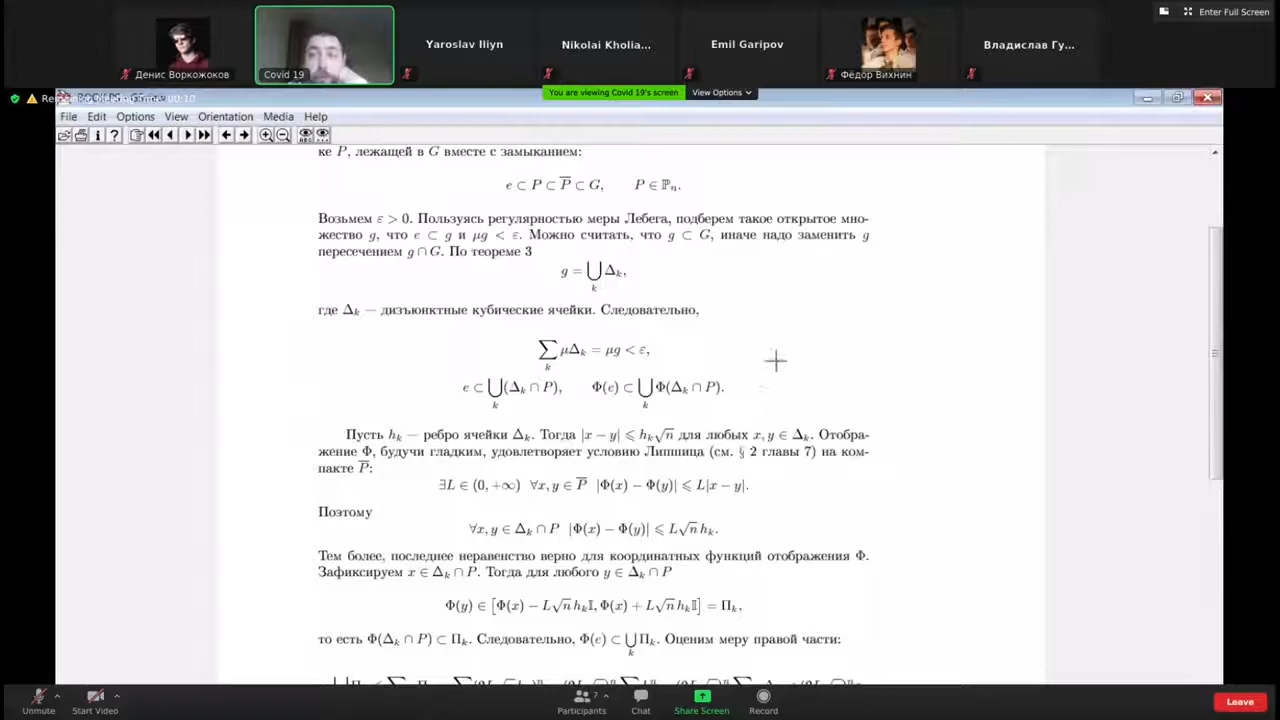 Enter Full Screen
Денис Воркожоков
Covid 19
Yaroslav Iliyn
Nikolai Kholia...
Emil Garipov
Фёдор Вихнин
Владислав Гу...
You are viewing Covid 19's screen
View Options
File Edit Options View Orientation Media Help
ке P, лежащей в G вместе с замыканием:
e ⊂ P ⊂ P̅ ⊂ G, P ∈ ℙₙ.
Возьмем ε > 0. Пользуясь регулярностью меры Лебега, подберем такое открытое мно-
жество g, что e ⊂ g и μg < ε. Можно считать, что g ⊂ G, иначе надо заменить g
пересечением g ∩ G. По теореме 3
g = ⋃ₖ Δₖ,
где Δₖ — дизъюнктные кубические ячейки. Следовательно,
∑ₖ μΔₖ = μg < ε,
e ⊂ ⋃ₖ(Δₖ ∩ P), Φ(e) ⊂ ⋃ₖ Φ(Δₖ ∩ P).
Пусть hₖ — ребро ячейки Δₖ. Тогда |x − y| ⩽ hₖ√n для любых x, y ∈ Δₖ. Отобра-
жение Φ, будучи гладким, удовлетворяет условию Липшица (см. § 2 главы 7) на ком-
пакте P̅:
∃L ∈ (0, +∞) ∀x, y ∈ P̅ |Φ(x) − Φ(y)| ⩽ L|x − y|.
Поэтому
∀x, y ∈ Δₖ ∩ P |Φ(x) − Φ(y)| ⩽ L√n hₖ.
Тем более, последнее неравенство верно для координатных функций отображения Φ.
Зафиксируем x ∈ Δₖ ∩ P. Тогда для любого y ∈ Δₖ ∩ P
Φ(y) ∈ [Φ(x) − L√n hₖ𝕀, Φ(x) + L√n hₖ𝕀] = Πₖ,
то есть Φ(Δₖ ∩ P) ⊂ Πₖ. Следовательно, Φ(e) ⊂ ⋃ₖ Πₖ. Оценим меру правой части:
Unmute
Start Video
7
Participants
Chat
Share Screen
Record
Leave